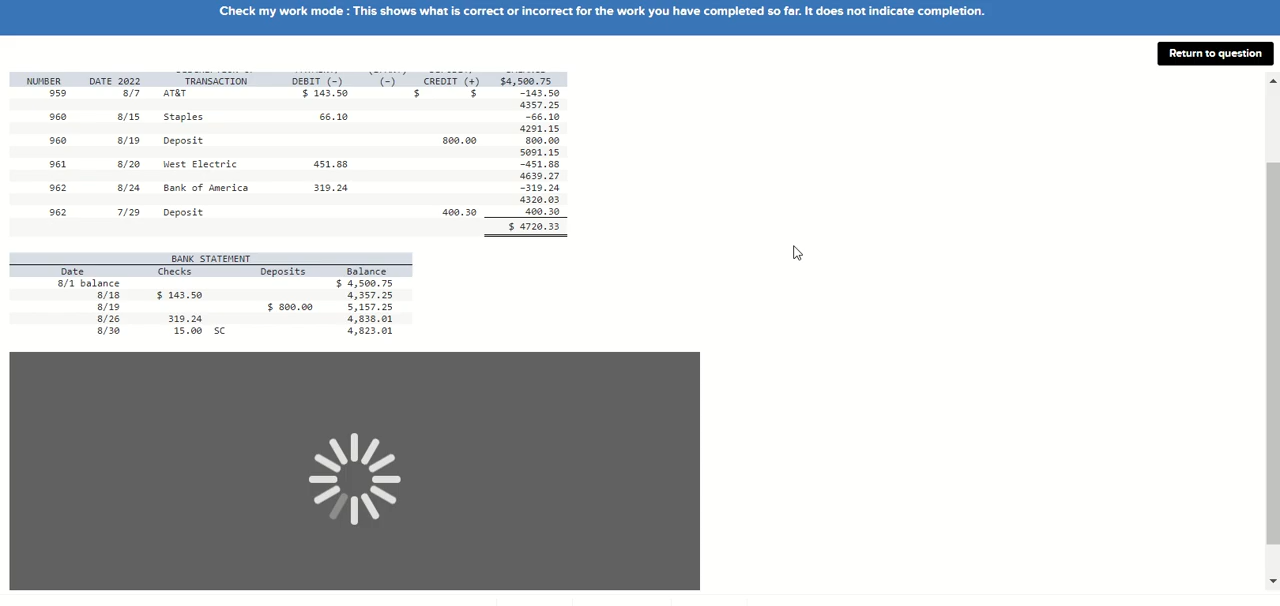 Check my work mode : This shows what is correct or incorrect for the work you have completed so far. It does not indicate completion.
Return to question
NUMBER DATE 2022 TRANSACTION DEBIT (-) (-) CREDIT (+) $4,500.75
959 8/7 AT&T $ 143.50 $ $ -143.50
4357.25
960 8/15 Staples 66.10 -66.10
4291.15
960 8/19 Deposit 800.00 800.00
5091.15
961 8/20 West Electric 451.88 -451.88
4639.27
962 8/24 Bank of America 319.24 -319.24
4320.03
962 7/29 Deposit 400.30 400.30
$ 4720.33
BANK STATEMENT
Date Checks Deposits Balance
8/1 balance $ 4,500.75
8/18 $ 143.50 4,357.25
8/19 $ 800.00 5,157.25
8/26 319.24 4,838.01
8/30 15.00 SC 4,823.01